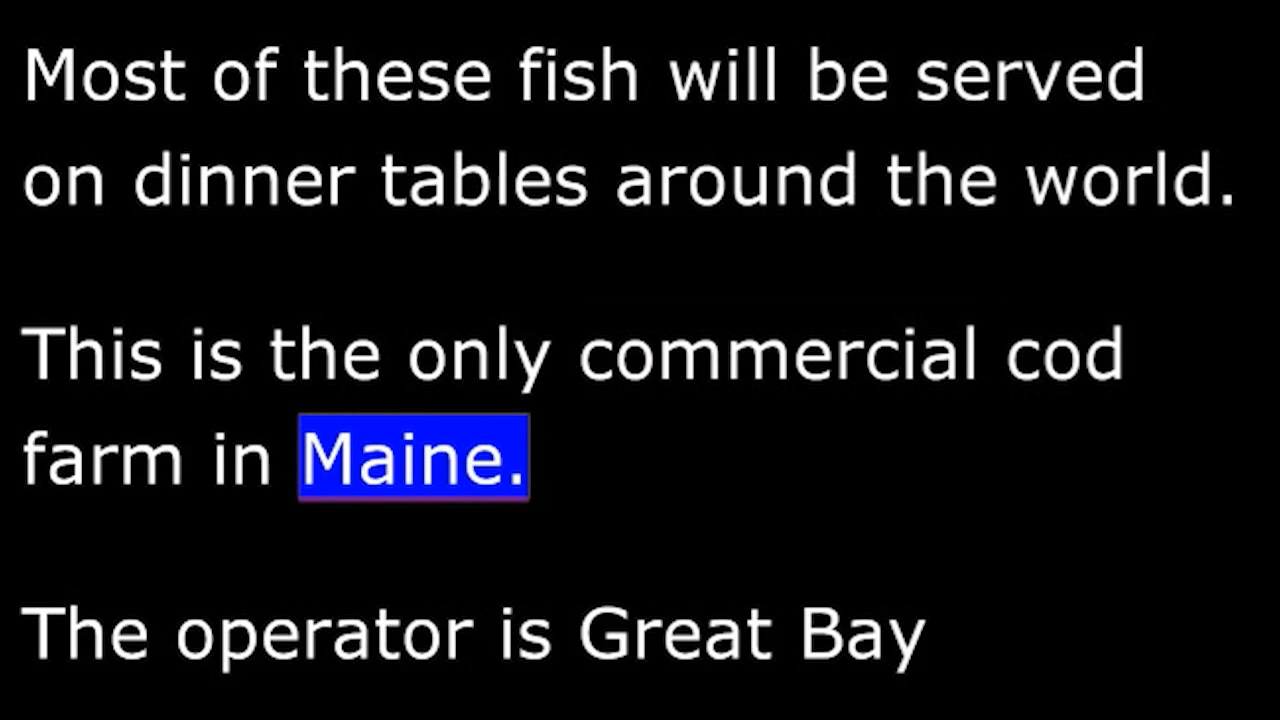 Most of these fish will be served
on dinner tables around the world.
This is the only commercial cod
farm in Maine.
The operator is Great Bay